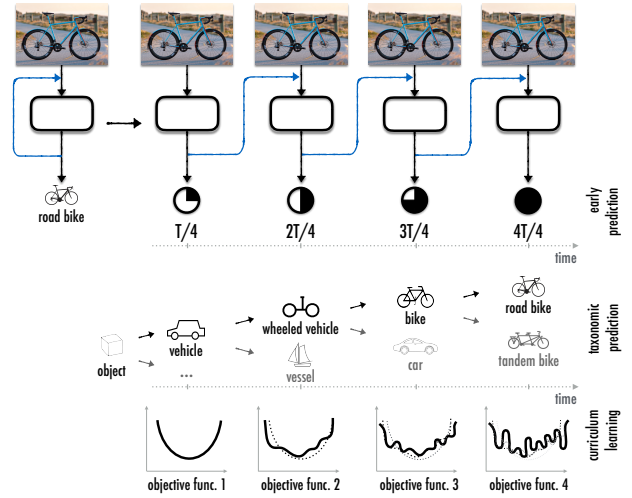 road bike
T/4
2T/4
3T/4
4T/4
early
prediction
time
object
vehicle
...
wheeled vehicle
vessel
bike
car
road bike
tandem bike
taxonomic
prediction
time
objective func. 1
objective func. 2
objective func. 3
objective func. 4
curriculum
learning